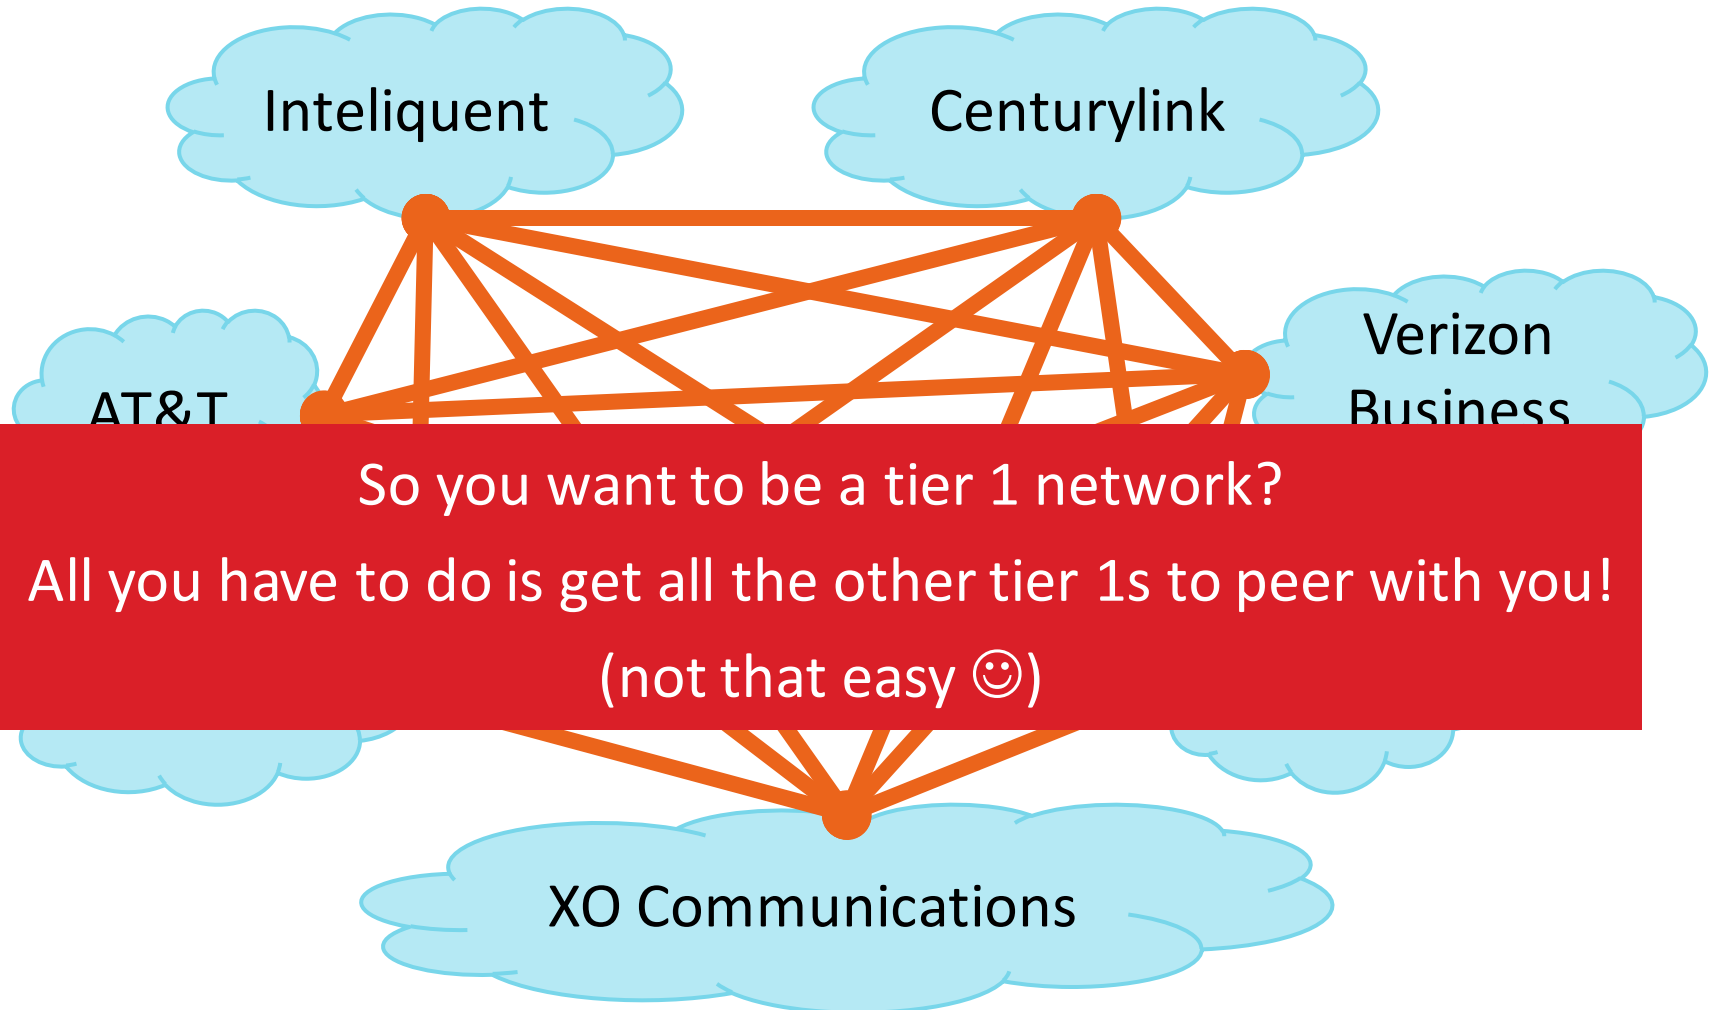 Inteliquent
Centurylink
Verizon
Business
AT&T
So you want to be a tier 1 network?
All you have to do is get all the other tier 1s to peer with you!
(not that easy ☺)
XO Communications